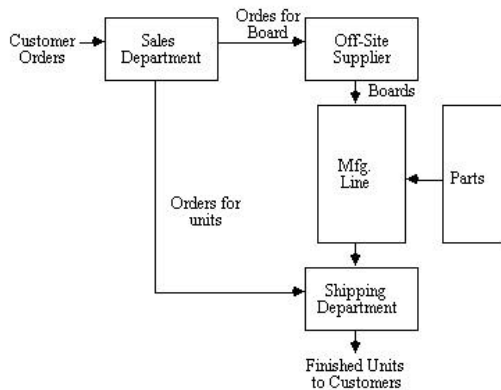 Customer
Orders
Sales
Department
Ordes for
Board
Off-Site
Supplier
Boards
Mfg.
Line
Parts
Orders for
units
Shipping
Department
Finished Units
to Customers